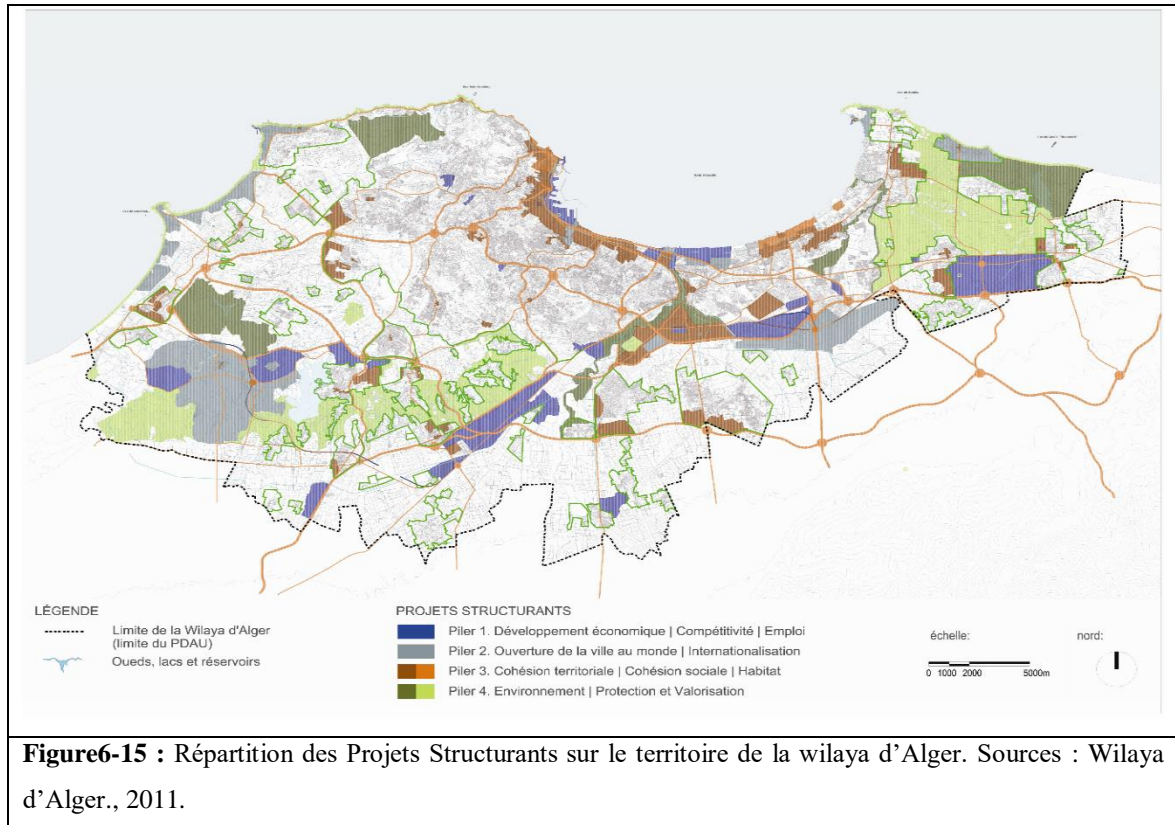 LÉGENDE
Limite de la Wilaya d'Alger
(limite du PDAU)
Oueds, lacs et réservoirs
PROJETS STRUCTURANTS
Piler 1. Développement économique | Compétitivité | Emploi
Piler 2. Ouverture de la ville au monde | Internationalisation
Piler 3. Cohésion territoriale | Cohésion sociale | Habitat
Piler 4. Environnement | Protection et Valorisation
échelle:
0 1000 2000 5000m
nord:
Figure6-15 : Répartition des Projets Structurants sur le territoire de la wilaya d'Alger. Sources : Wilaya
d'Alger., 2011.